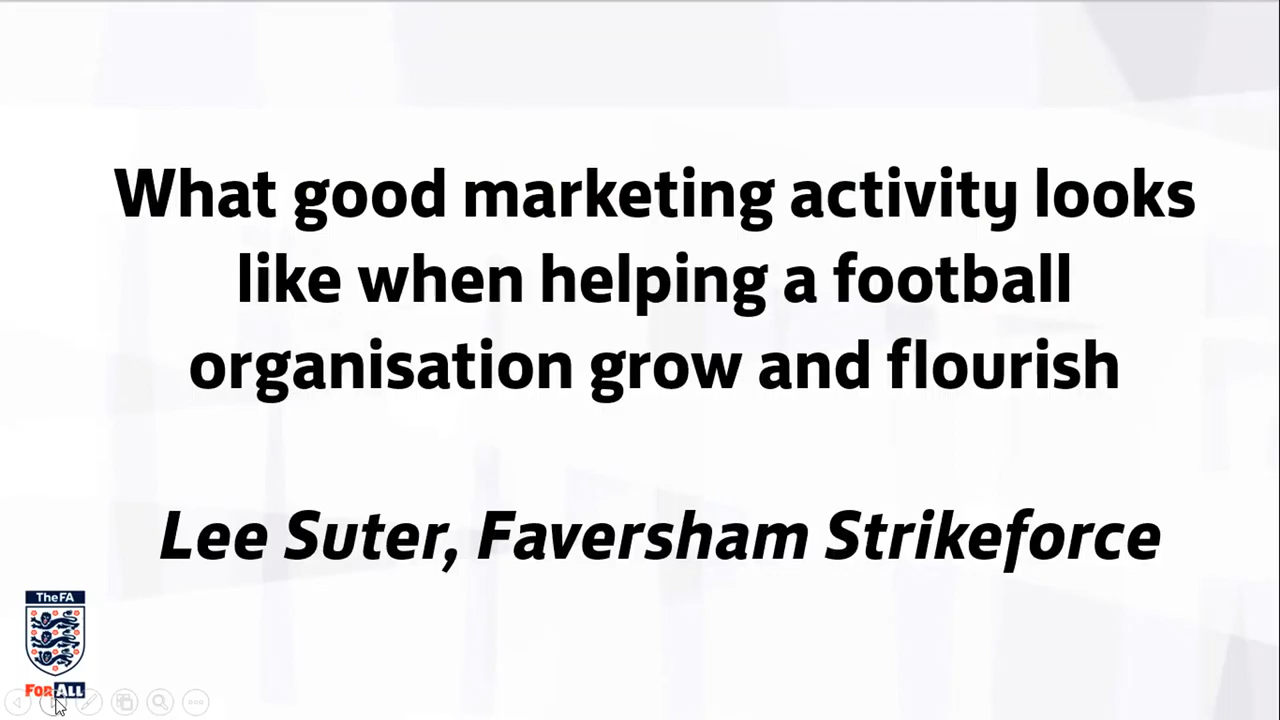 What good marketing activity looks
like when helping a football
organisation grow and flourish
Lee Suter, Faversham Strikeforce
The FA
FOR ALL